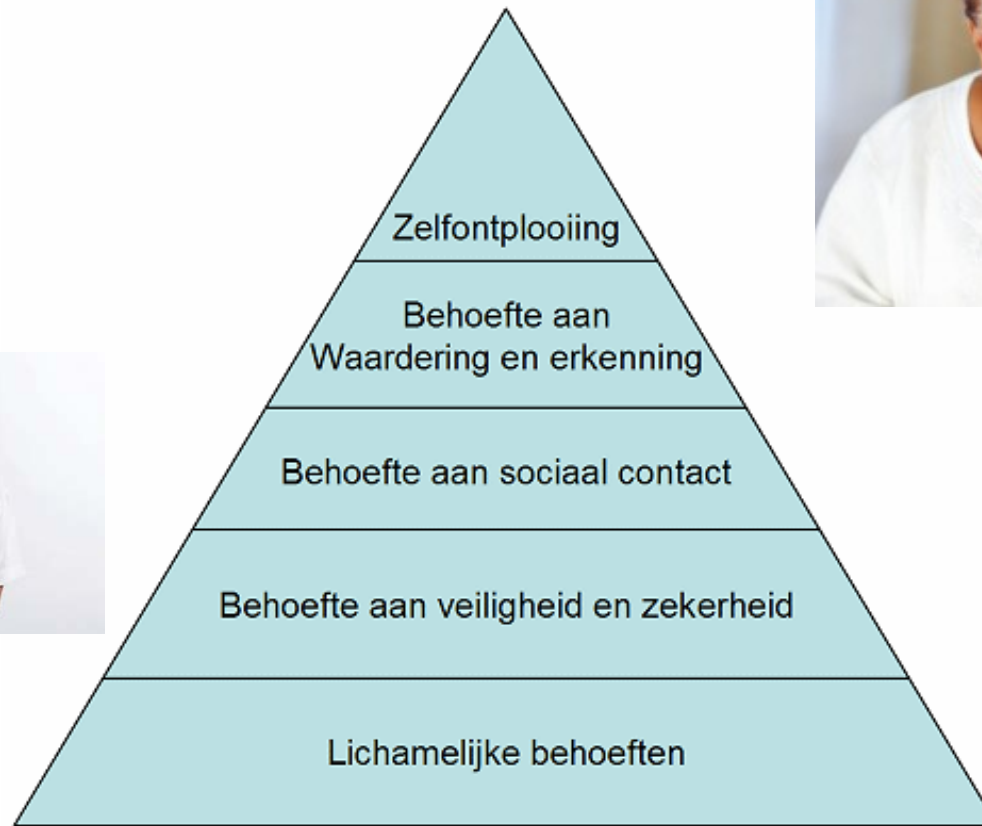 Zelfontplooiing
Behoefte aan
Waardering en erkenning
Behoefte aan sociaal contact
Behoefte aan veiligheid en zekerheid
Lichamelijke behoeften